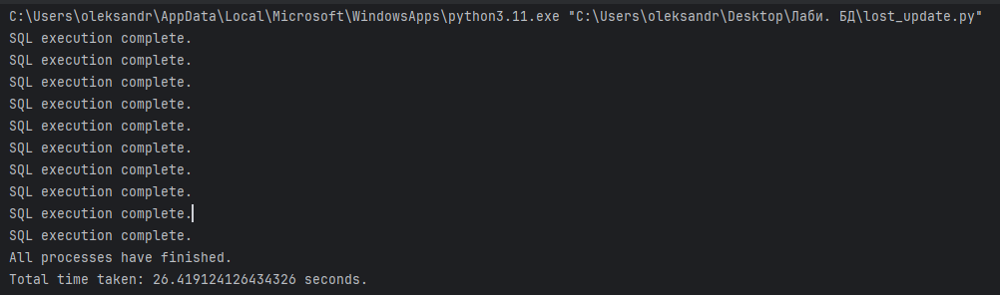 C:\Users\oleksandr\AppData\Local\Microsoft\WindowsApps\python3.11.exe "C:\Users\oleksandr\Desktop\Лаби. БД\lost_update.py"
SQL execution complete.
SQL execution complete.
SQL execution complete.
SQL execution complete.
SQL execution complete.
SQL execution complete.
SQL execution complete.
SQL execution complete.
SQL execution complete.
SQL execution complete.
All processes have finished.
Total time taken: 26.419124126434326 seconds.